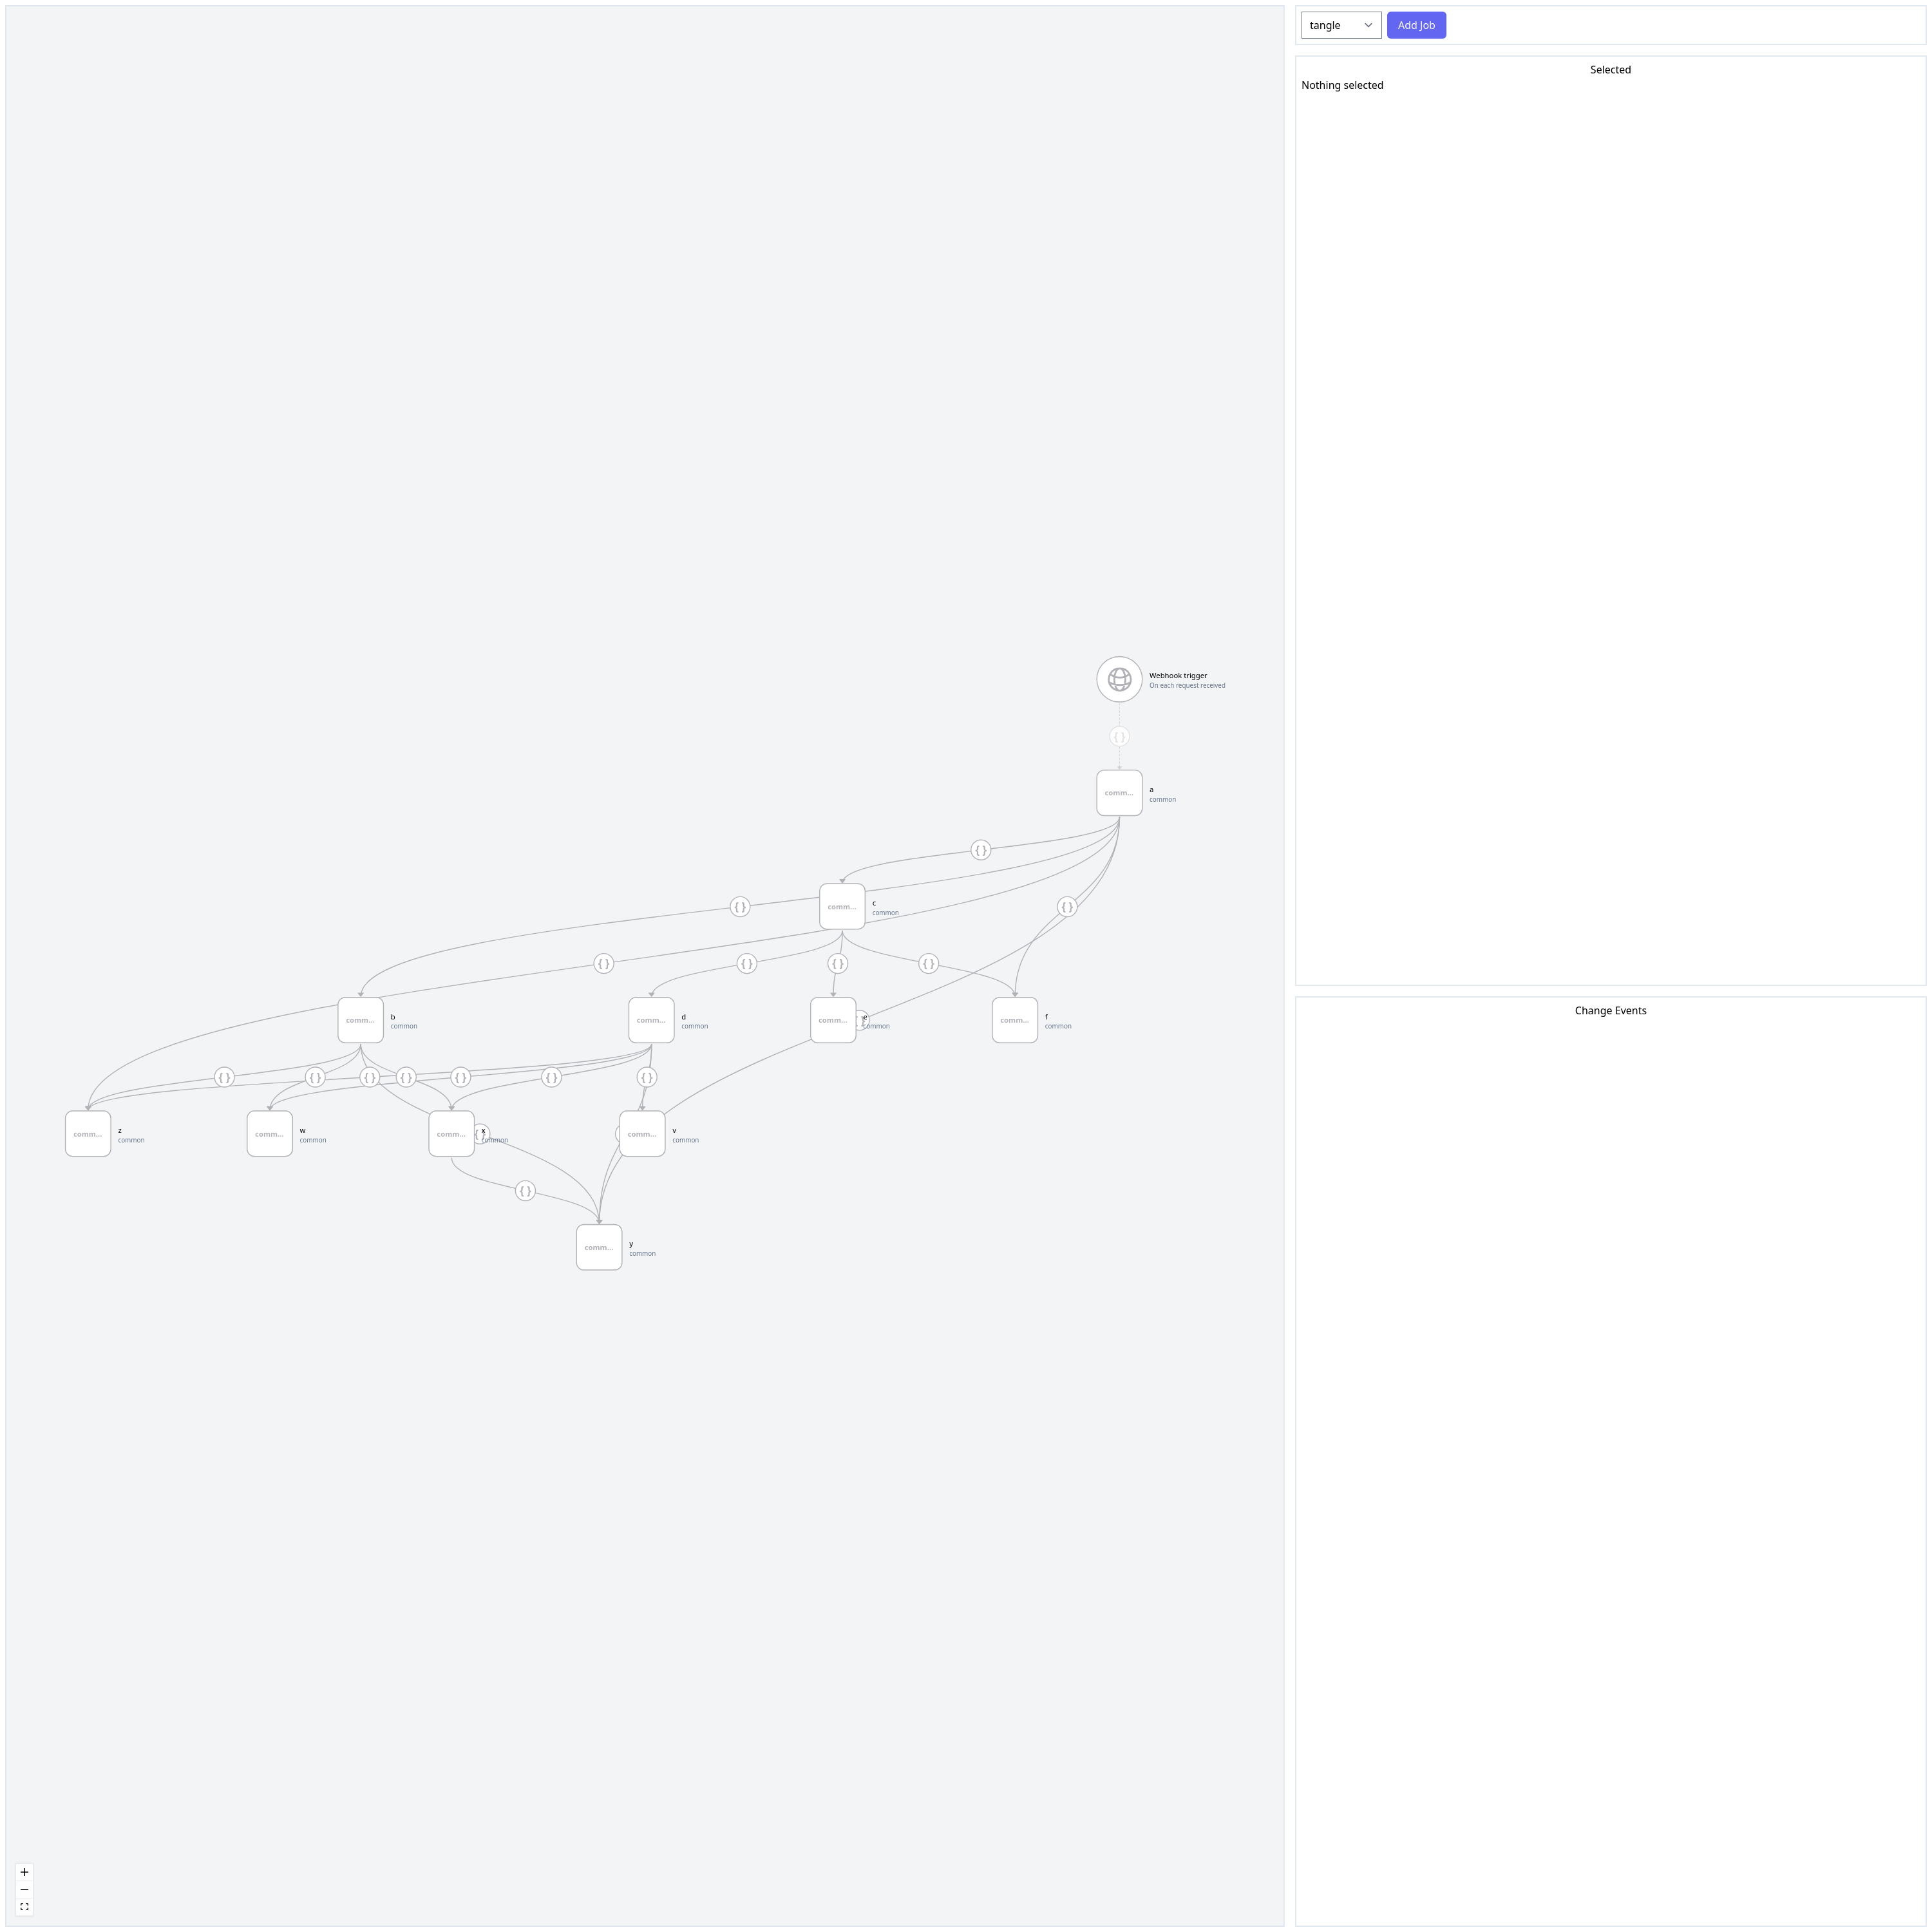 tangle
Add Job
Selected
Nothing selected
Webhook trigger
On each request received
{ }
comm...
a
common
{ }
{ }
comm...
c
common
{ }
{ }
{ }
{ }
{ }
comm...
b
common
comm...
d
common
comm...
e
common
comm...
f
common
Change Events
{ }
{ }
{ }
{ }
{ }
{ }
{ }
comm...
z
common
comm...
w
common
comm...
x
common
comm...
v
common
{ }
comm...
y
common